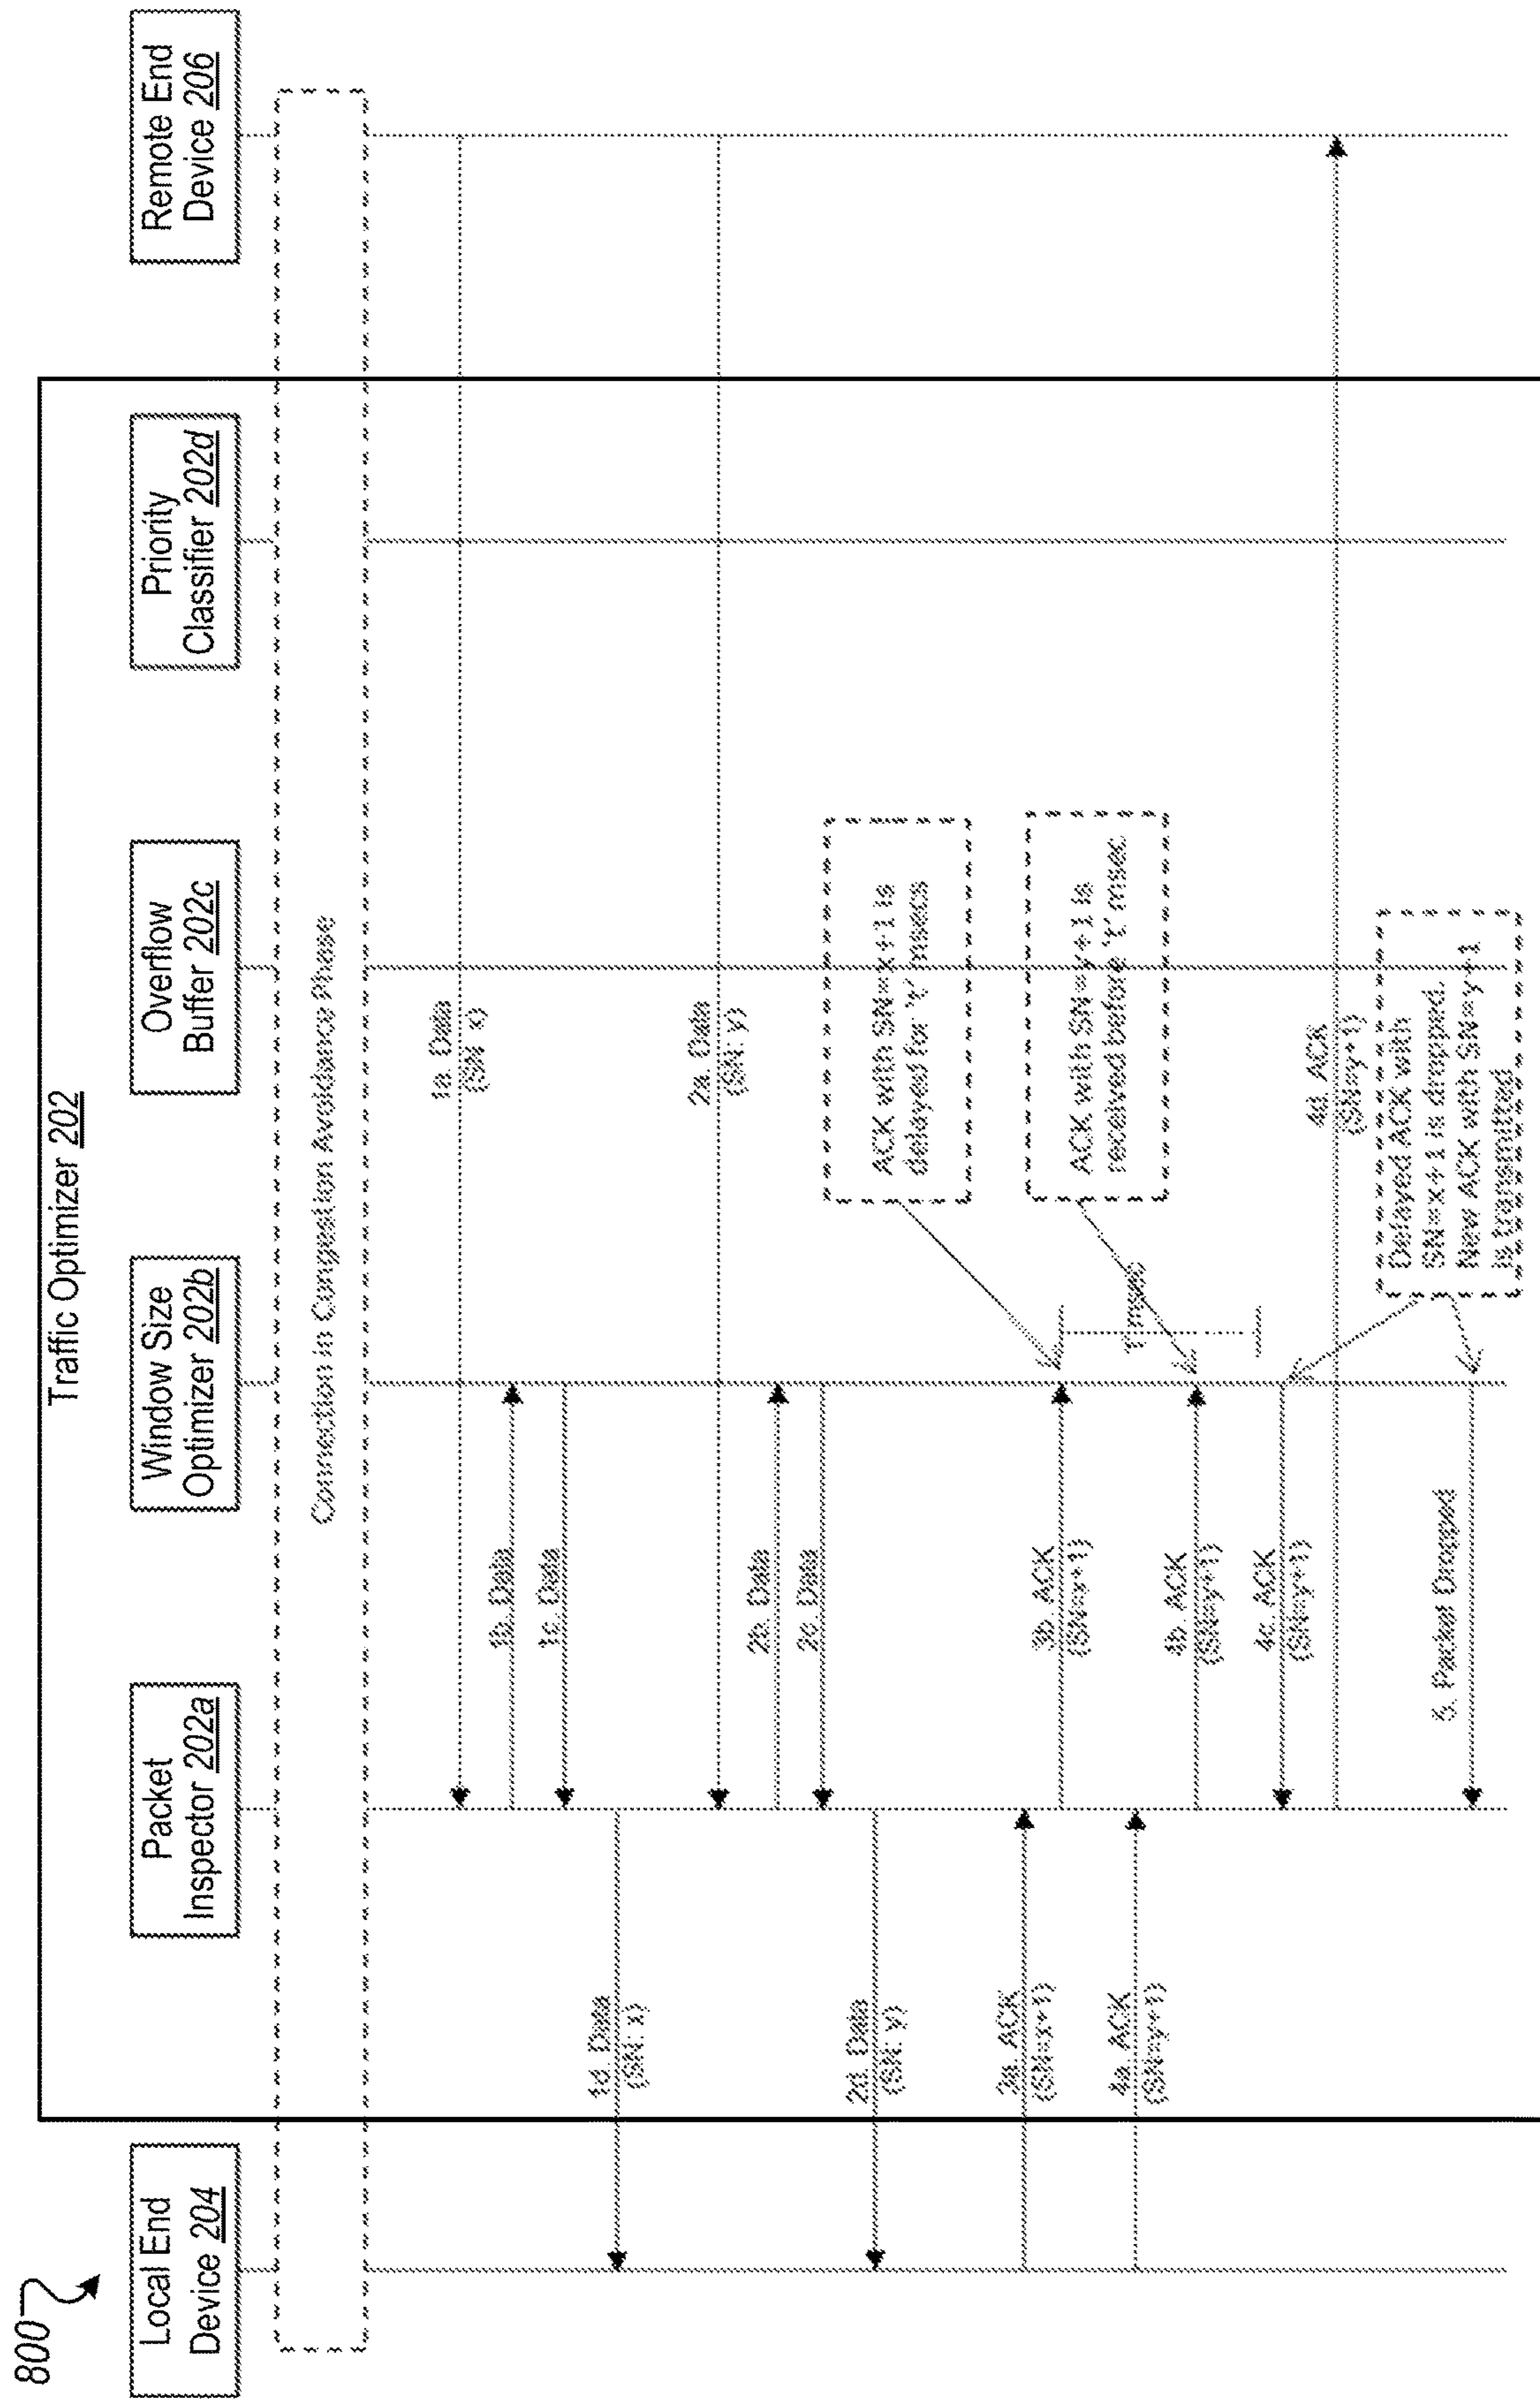 800
Traffic Optimizer 202
Local End
Device 204
Packet
Inspector 202a
Window Size
Optimizer 202b
Overflow
Buffer 202c
Priority
Classifier 202d
Remote End
Device 206
Connection in Congestion Avoidance Phase
1a. Data
(SN: x)
1b. Data
1c. Data
1d. Data
(SN: x)
2a. Data
(SN: y)
2b. Data
2c. Data
2d. Data
(SN: y)
ACK with SN=x+1 is
delayed for 't' msecs
3a. ACK
(SN=x+1)
3b. ACK
(SN=y+1)
ACK with SN=y+1 is
received before 't' msec
't' msec
4a. ACK
(SN=y+1)
4b. ACK
(SN=y+1)
4c. ACK
(SN=y+1)
4d. ACK
(SN=y+1)
Delayed ACK with
SN=x+1 is dropped.
New ACK with SN=y+1
is transmitted
5. Packet Dropped